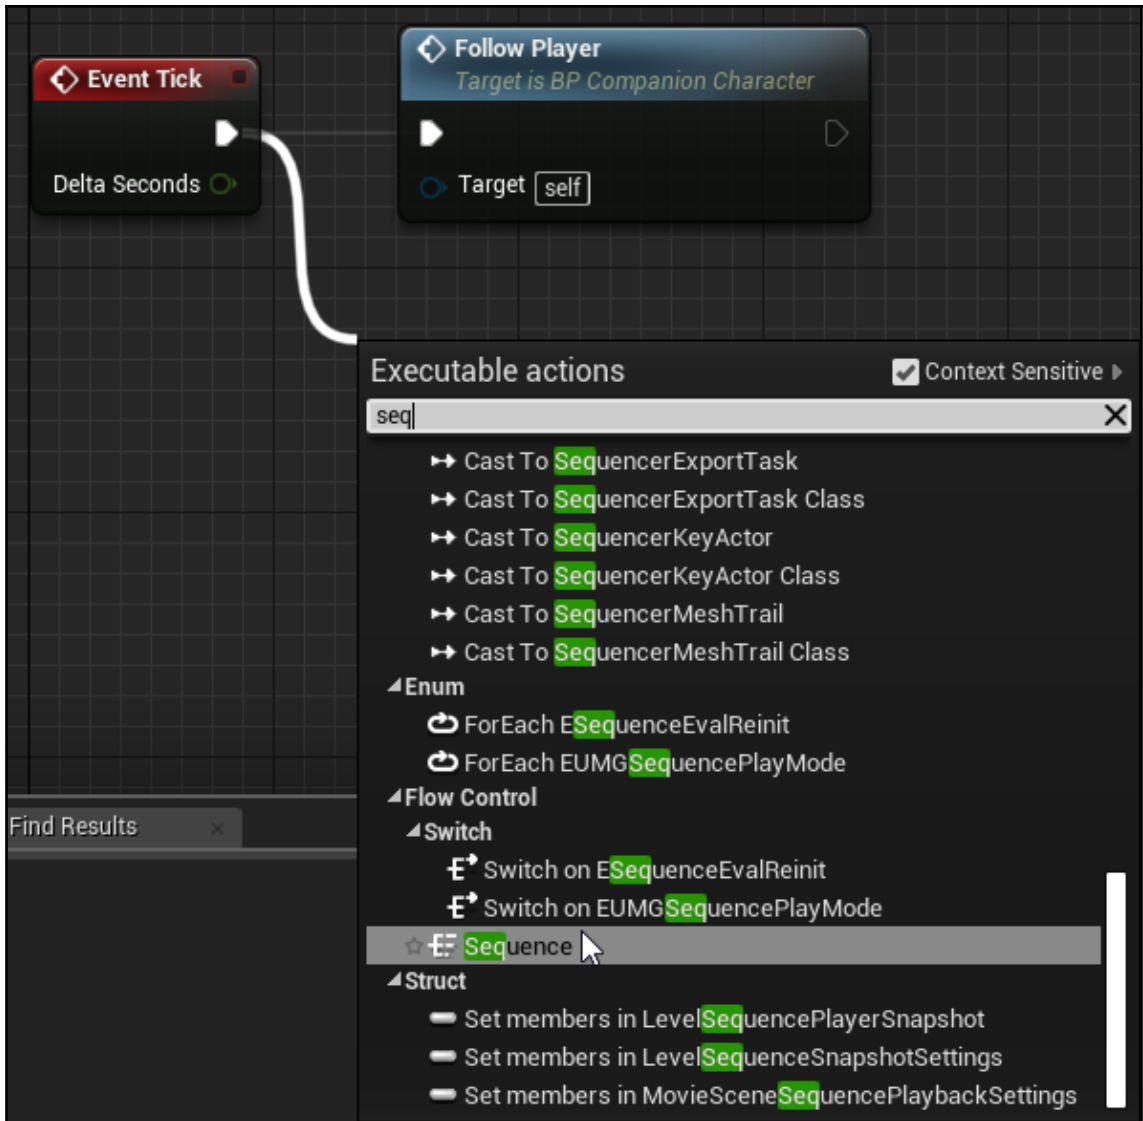 Event Tick
Delta Seconds
Follow Player
Target is BP Companion Character
Target self
Executable actions
Context Sensitive
seq
Cast To SequencerExportTask
Cast To SequencerExportTask Class
Cast To SequencerKeyActor
Cast To SequencerKeyActor Class
Cast To SequencerMeshTrail
Cast To SequencerMeshTrail Class
Enum
ForEach ESequenceEvalReinit
ForEach EUMGSequencePlayMode
Flow Control
Switch
Switch on ESequenceEvalReinit
Switch on EUMGSequencePlayMode
Sequence
Struct
Set members in LevelSequencePlayerSnapshot
Set members in LevelSequenceSnapshotSettings
Set members in MovieSceneSequencePlaybackSettings
Find Results